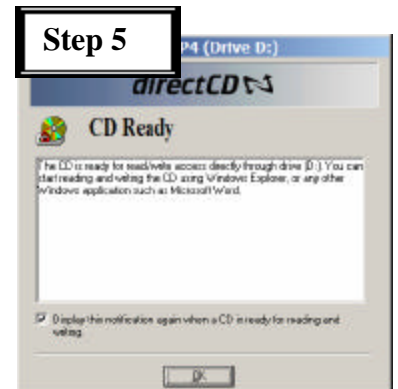 Step 5
P4 (Drive D:)
directCD
CD Ready
The CD is ready for read/write access directly through drive (D:). You can
start reading and writing the CD using Windows Explorer, or any other
Windows application such as Microsoft Word.
Display this notification again when a CD is ready for reading and
writing.
OK